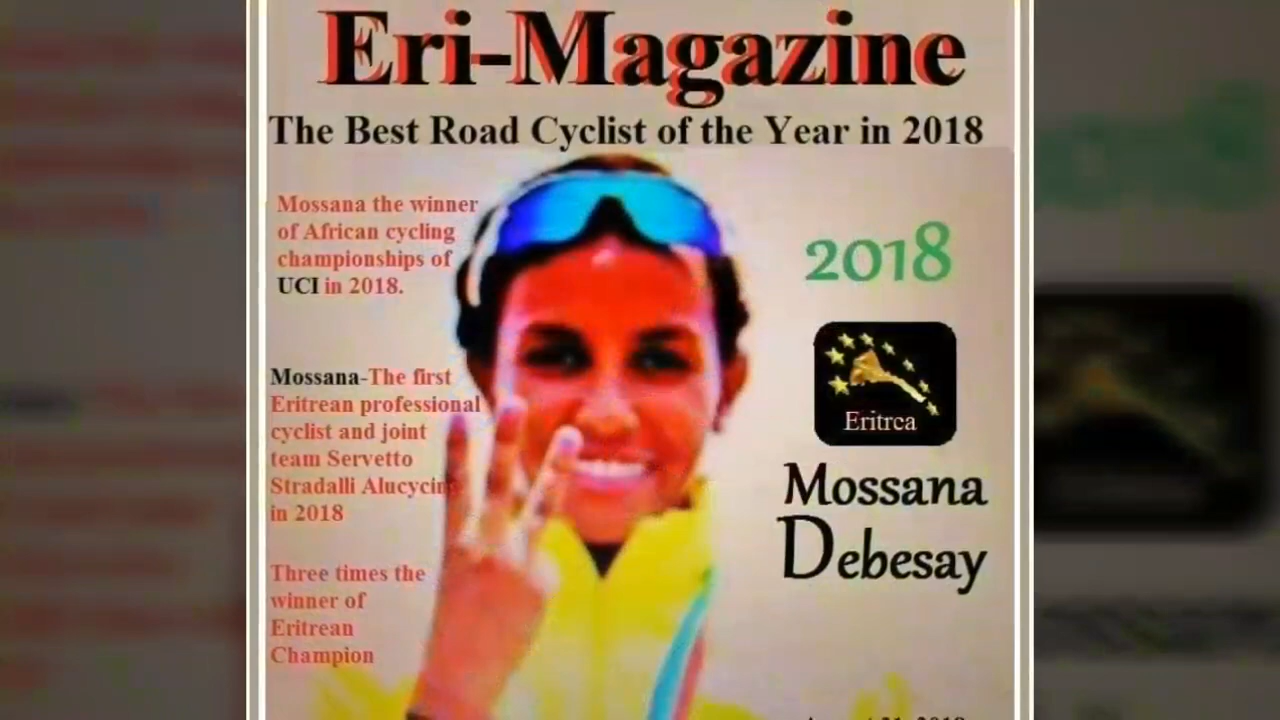 Eri-Magazine
The Best Road Cyclist of the Year in 2018
Mossana the winner
of African cycling
championships of
UCI in 2018.
2018
Eritrea
Mossana-The first
Eritrean professional
cyclist and joint
team Servetto
Stradalli Alucycin
in 2018
Mossana
Debesay
Three times the
winner of
Eritrean
Champion